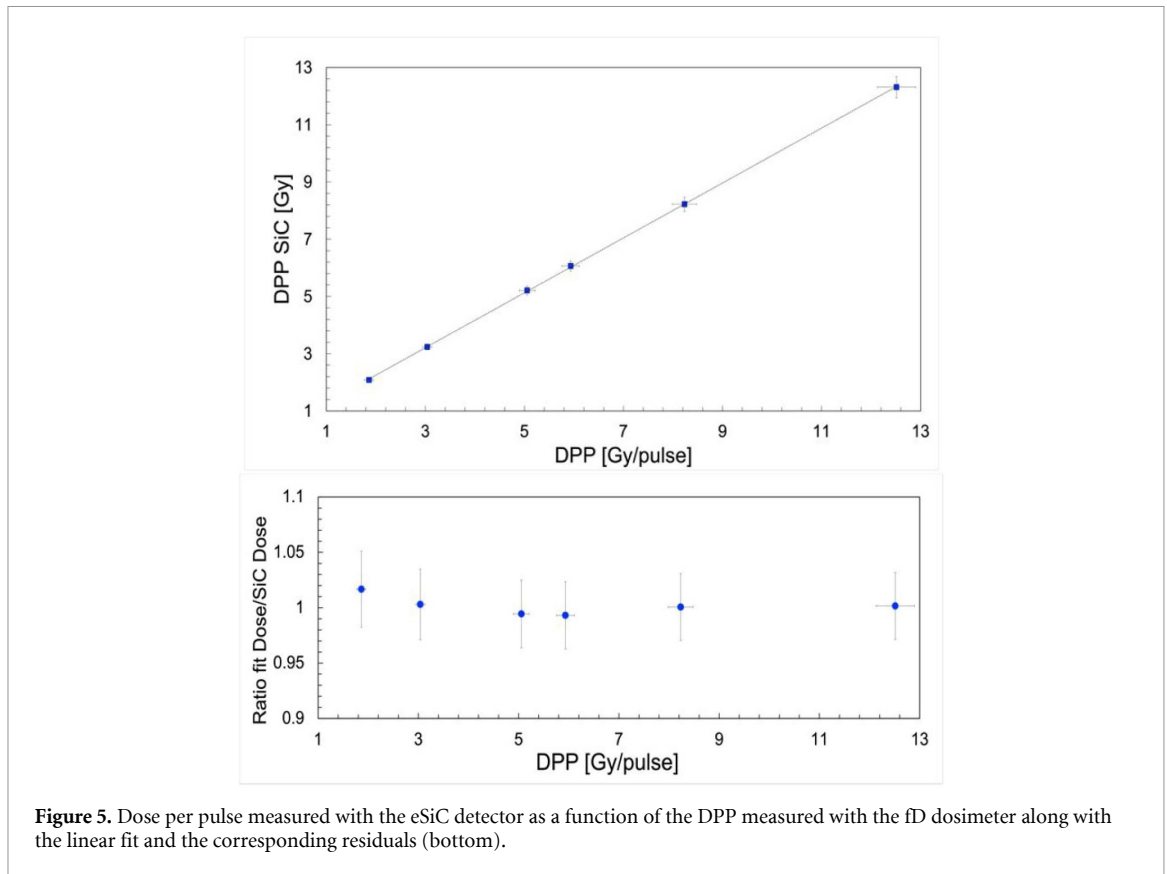 13
11
9
7
5
3
1
DPP SiC [Gy]
1 3 5 7 9 11 13
DPP [Gy/pulse]
1.1
1.05
1
0.95
0.9
Ratio fit Dose/SiC Dose
1 3 5 7 9 11 13
DPP [Gy/pulse]
Figure 5. Dose per pulse measured with the eSiC detector as a function of the DPP measured with the fD dosimeter along with
the linear fit and the corresponding residuals (bottom).